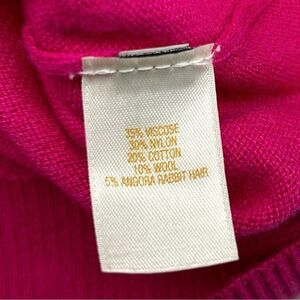 35% VISCOSE
30% NYLON
20% COTTON
10% WOOL
5% ANGORA RABBIT HAIR